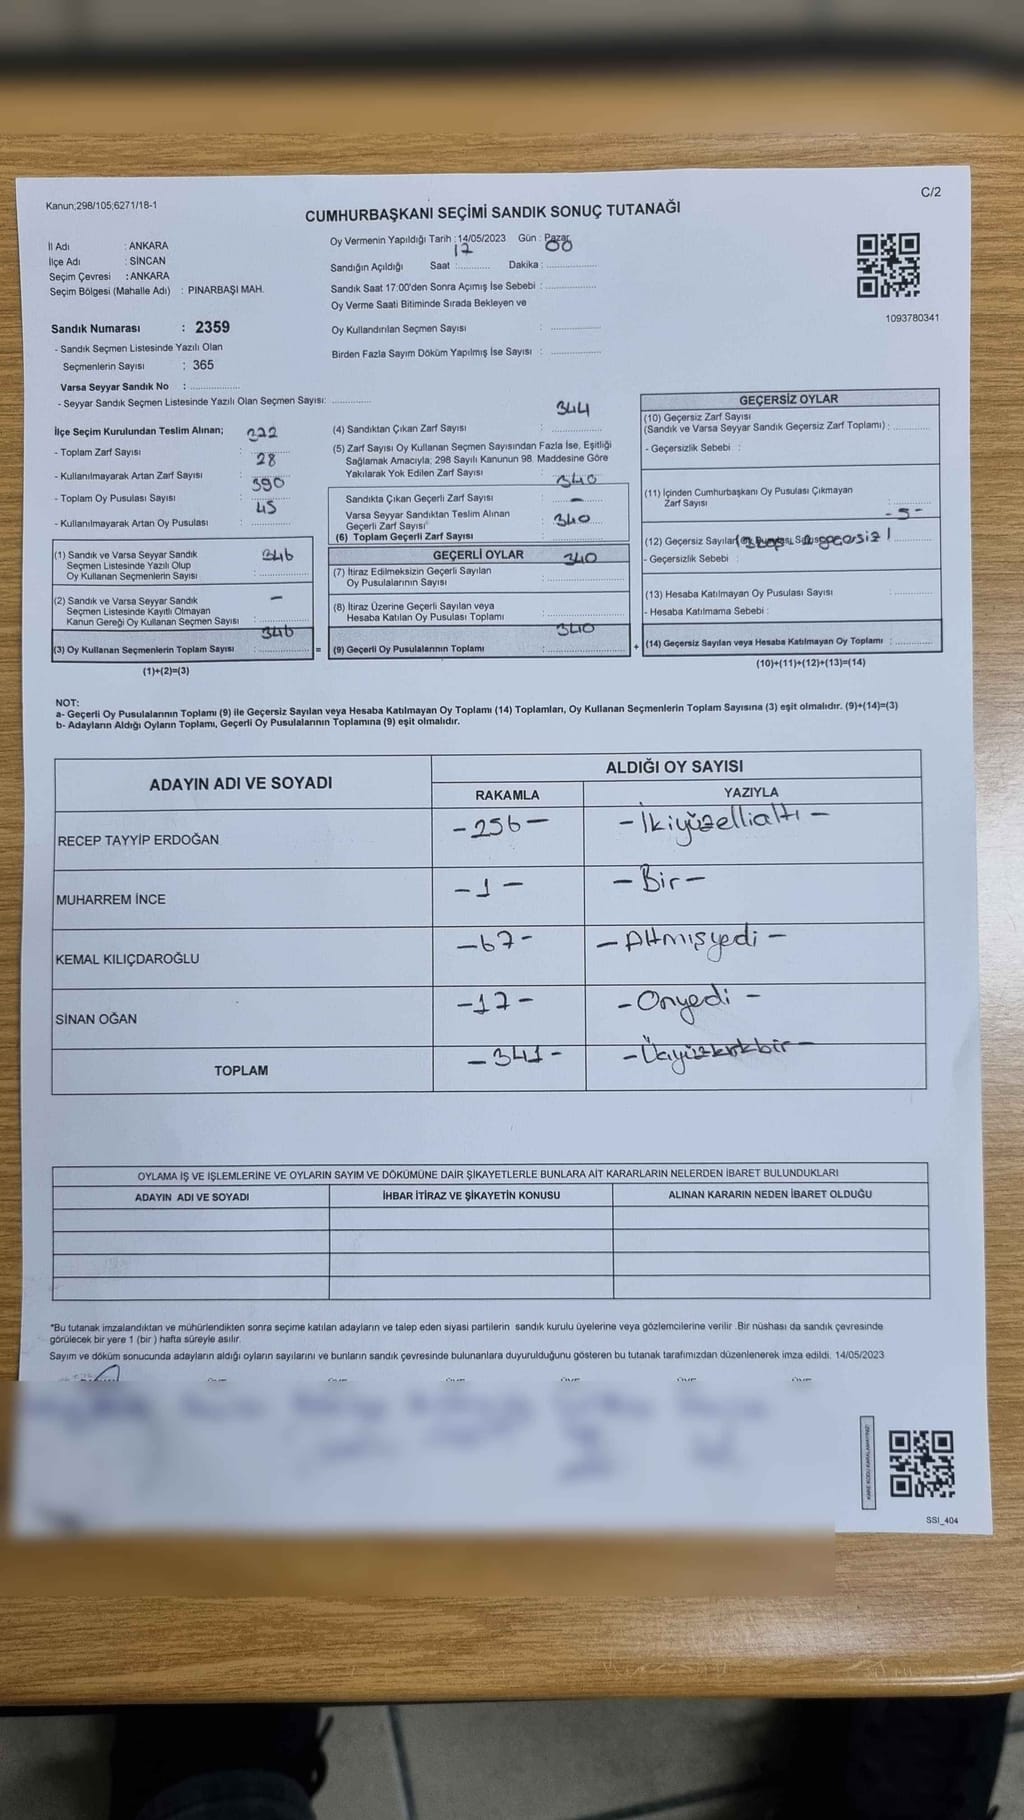 Kanun;298/105;6271/18-1
C/2
CUMHURBAŞKANI SEÇİMİ SANDIK SONUÇ TUTANAĞI
İl Adı : ANKARA
İlçe Adı : SİNCAN
Seçim Çevresi : ANKARA
Seçim Bölgesi (Mahalle Adı) : PINARBAŞI MAH.
Sandık Numarası : 2359
- Sandık Seçmen Listesinde Yazılı Olan
Seçmenlerin Sayısı : 365
Varsa Seyyar Sandık No :
- Seyyar Sandık Seçmen Listesinde Yazılı Olan Seçmen Sayısı:
Oy Vermenin Yapıldığı Tarih :14/05/2023 Gün : Pazar
17 00
Sandığın Açıldığı Saat : Dakika :
Sandık Saat 17:00'den Sonra Açımış İse Sebebi :
Oy Verme Saati Bitiminde Sırada Bekleyen ve
Oy Kullandırılan Seçmen Sayısı :
Birden Fazla Sayım Döküm Yapılmış İse Sayısı :
1093780341
İlçe Seçim Kurulundan Teslim Alınan;
- Toplam Zarf Sayısı :
- Kullanılmayarak Artan Zarf Sayısı : 28
- Toplam Oy Pusulası Sayısı : 390
- Kullanılmayarak Artan Oy Pusulası : 45
(1) Sandık ve Varsa Seyyar Sandık
Seçmen Listesinde Yazılı Olup
Oy Kullanan Seçmenlerin Sayısı : 346
(2) Sandık ve Varsa Seyyar Sandık
Seçmen Listesinde Kayıtlı Olmayan
Kanun Gereği Oy Kullanan Seçmen Sayısı : -
(3) Oy Kullanan Seçmenlerin Toplam Sayısı : 346
(1)+(2)=(3)
=
(4) Sandıktan Çıkan Zarf Sayısı : 344
(5) Zarf Sayısı Oy Kullanan Seçmen Sayısından Fazla İse, Eşitliği
Sağlamak Amacıyla; 298 Sayılı Kanunun 98. Maddesine Göre
Yakılarak Yok Edilen Zarf Sayısı :
Sandıkta Çıkan Geçerli Zarf Sayısı : 340
Varsa Seyyar Sandıktan Teslim Alınan
Geçerli Zarf Sayısı : -
(6) Toplam Geçerli Zarf Sayısı : 340
GEÇERLİ OYLAR
(7) İtiraz Edilmeksizin Geçerli Sayılan
Oy Pusulalarının Sayısı : 340
(8) İtiraz Üzerine Geçerli Sayılan veya
Hesaba Katılan Oy Pusulası Toplamı :
(9) Geçerli Oy Pusulalarının Toplamı : 340
+
GEÇERSİZ OYLAR
(10) Geçersiz Zarf Sayısı
(Sandık ve Varsa Seyyar Sandık Geçersiz Zarf Toplamı) :
- Geçersizlik Sebebi :
(11) İçinden Cumhurbaşkanı Oy Pusulası Çıkmayan
Zarf Sayısı :
- 5 -
(12) Geçersiz Sayılan Oy Pusulası Sayısı 2 geçersiz
- Geçersizlik Sebebi :
(13) Hesaba Katılmayan Oy Pusulası Sayısı :
- Hesaba Katılmama Sebebi :
(14) Geçersiz Sayılan veya Hesaba Katılmayan Oy Toplamı :
(10)+(11)+(12)+(13)=(14)
NOT:
a- Geçerli Oy Pusulalarının Toplamı (9) ile Geçersiz Sayılan veya Hesaba Katılmayan Oy Toplamı (14) Toplamları, Oy Kullanan Seçmenlerin Toplam Sayısına (3) eşit olmalıdır. (9)+(14)=(3)
b- Adayların Aldığı Oyların Toplamı, Geçerli Oy Pusulalarının Toplamına (9) eşit olmalıdır.
ADAYIN ADI VE SOYADI ALDIĞI OY SAYISI
RAKAMLA YAZIYLA
RECEP TAYYİP ERDOĞAN -256- -İkiyüzellialtı-
MUHARREM İNCE -1- -Bir-
KEMAL KILIÇDAROĞLU -67- -Altmışyedi-
SİNAN OĞAN -17- -Onyedi-
TOPLAM -341- -Üçyüzkırkbir-
OYLAMA İŞ VE İŞLEMLERİNE VE OYLARIN SAYIM VE DÖKÜMÜNE DAİR ŞİKAYETLERLE BUNLARA AİT KARARLARIN NELERDEN İBARET BULUNDUKLARI
ADAYIN ADI VE SOYADI İHBAR İTİRAZ VE ŞİKAYETİN KONUSU ALINAN KARARIN NEDEN İBARET OLDUĞU
*Bu tutanak imzalandıktan ve mühürlendikten sonra seçime katılan adayların ve talep eden siyasi partilerin sandık kurulu üyelerine veya gözlemcilerine verilir .Bir nüshası da sandık çevresinde
görülecek bir yere 1 (bir ) hafta süreyle asılır.
Sayım ve döküm sonucunda adayların aldığı oyların sayılarını ve bunların sandık çevresinde bulunanlara duyurulduğunu gösteren bu tutanak tarafımızdan düzenlenerek imza edildi. 14/05/2023
SSI_404